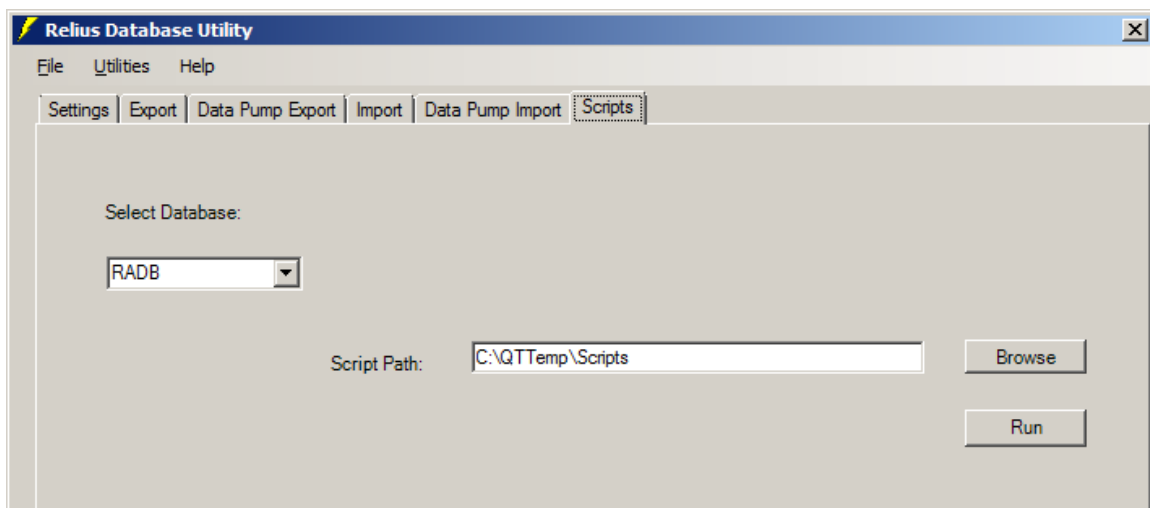 Relius Database Utility
File Utilities Help
Settings Export Data Pump Export Import Data Pump Import Scripts
Select Database:
RADB
Script Path: C:\QTTemp\Scripts Browse
Run